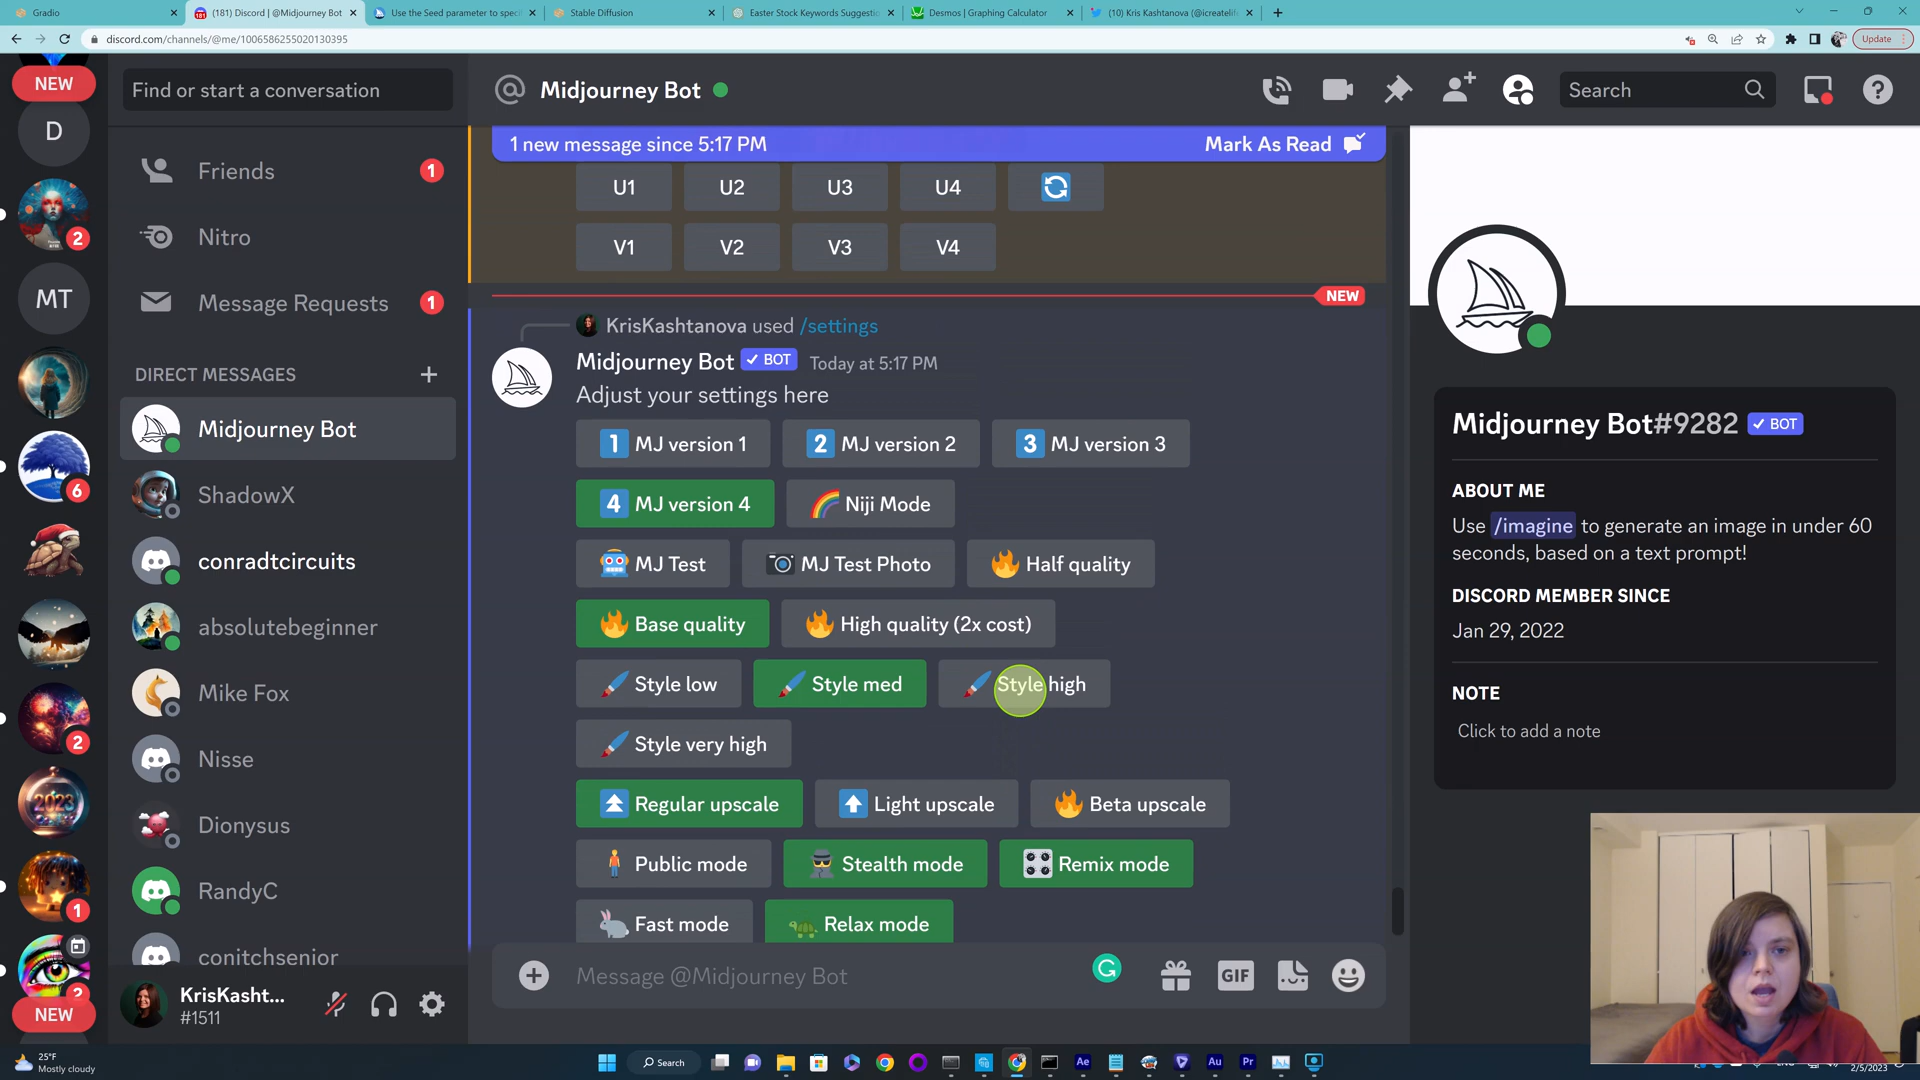 Gradio
(181) Discord | @Midjourney Bot
Use the Seed parameter to speci
Stable Diffusion
Easter Stock Keywords Suggestio
Desmos | Graphing Calculator
(10) Kris Kashtanova (@icreatelif
discord.com/channels/@me/1006586255020130395
Update
NEW
D
2
MT
6
2
2023
1
2
NEW
Find or start a conversation
Friends
1
Nitro
Message Requests
1
DIRECT MESSAGES
Midjourney Bot
ShadowX
conradtcircuits
absolutebeginner
Mike Fox
Nisse
Dionysus
RandyC
conitchsenior
KrisKasht...
#1511
Midjourney Bot
Search
1 new message since 5:17 PM
Mark As Read
U1 U2 U3 U4
V1 V2 V3 V4
NEW
KrisKashtanova used /settings
Midjourney Bot ✓ BOT Today at 5:17 PM
Adjust your settings here
1 MJ version 1 2 MJ version 2 3 MJ version 3
4 MJ version 4 Niji Mode
MJ Test MJ Test Photo Half quality
Base quality High quality (2x cost)
Style low Style med Style high
Style very high
Regular upscale Light upscale Beta upscale
Public mode Stealth mode Remix mode
Fast mode Relax mode
Message @Midjourney Bot
GIF
Midjourney Bot#9282 ✓ BOT
ABOUT ME
Use /imagine to generate an image in under 60
seconds, based on a text prompt!
DISCORD MEMBER SINCE
Jan 29, 2022
NOTE
Click to add a note
25°F
Mostly cloudy
Search
Ae
Au
Pr
2/5/2023